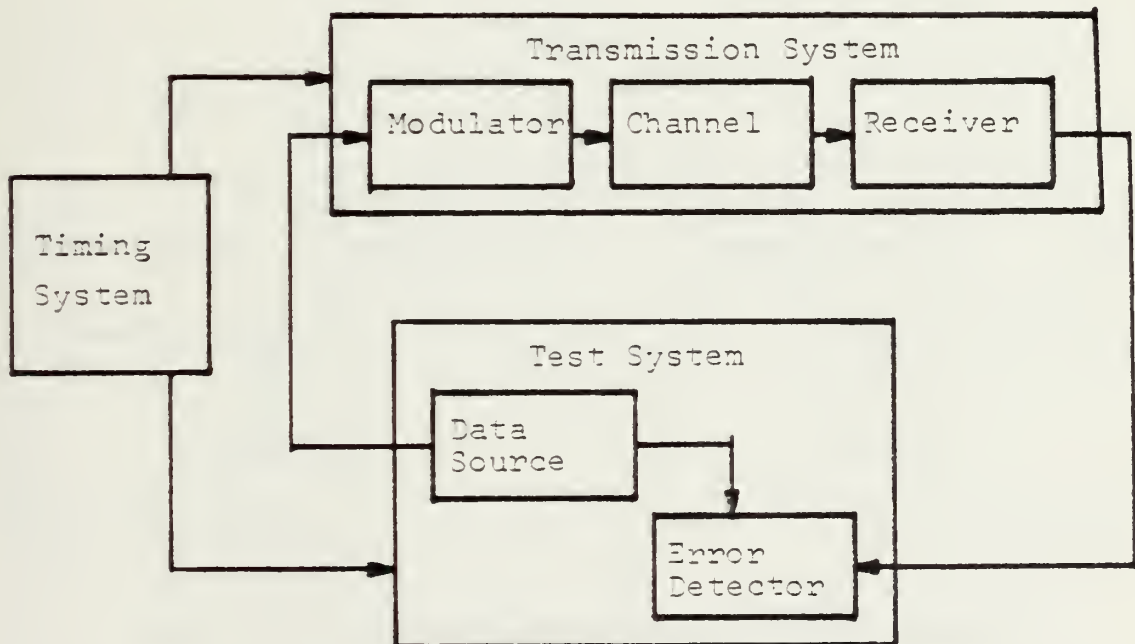 Transmission System
Modulator
Channel
Receiver
Timing
System
Test System
Data
Source
Error
Detector